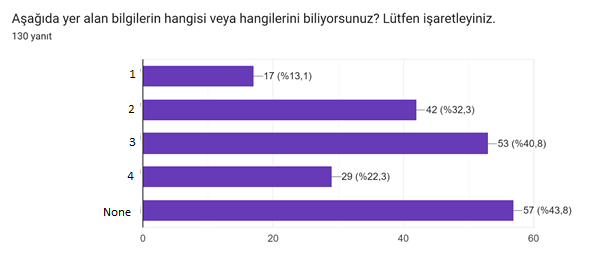 Aşağıda yer alan bilgilerin hangisi veya hangilerini biliyorsunuz? Lütfen işaretleyiniz.
130 yanıt
1
17 (%13,1)
2
42 (%32,3)
3
53 (%40,8)
4
29 (%22,3)
None
57 (%43,8)
0 20 40 60